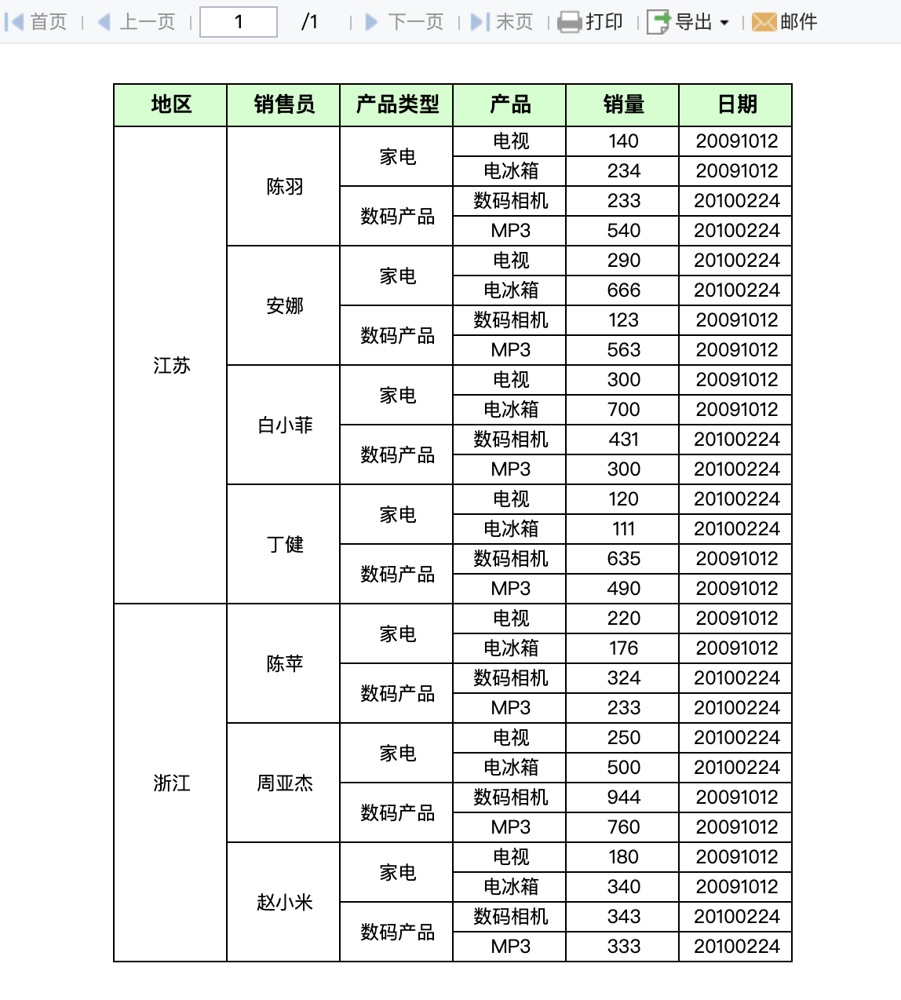 首页 上一页 1 /1 下一页 末页 打印 导出 邮件
地区 销售员 产品类型 产品 销量 日期
江苏 陈羽 家电 电视 140 20091012
电冰箱 234 20091012
数码产品 数码相机 233 20100224
MP3 540 20100224
安娜 家电 电视 290 20100224
电冰箱 666 20100224
数码产品 数码相机 123 20091012
MP3 563 20091012
白小菲 家电 电视 300 20091012
电冰箱 700 20091012
数码产品 数码相机 431 20100224
MP3 300 20100224
丁健 家电 电视 120 20100224
电冰箱 111 20100224
数码产品 数码相机 635 20091012
MP3 490 20091012
浙江 陈苹 家电 电视 220 20091012
电冰箱 176 20091012
数码产品 数码相机 324 20100224
MP3 233 20100224
周亚杰 家电 电视 250 20100224
电冰箱 500 20100224
数码产品 数码相机 944 20091012
MP3 760 20091012
赵小米 家电 电视 180 20091012
电冰箱 340 20091012
数码产品 数码相机 343 20100224
MP3 333 20100224